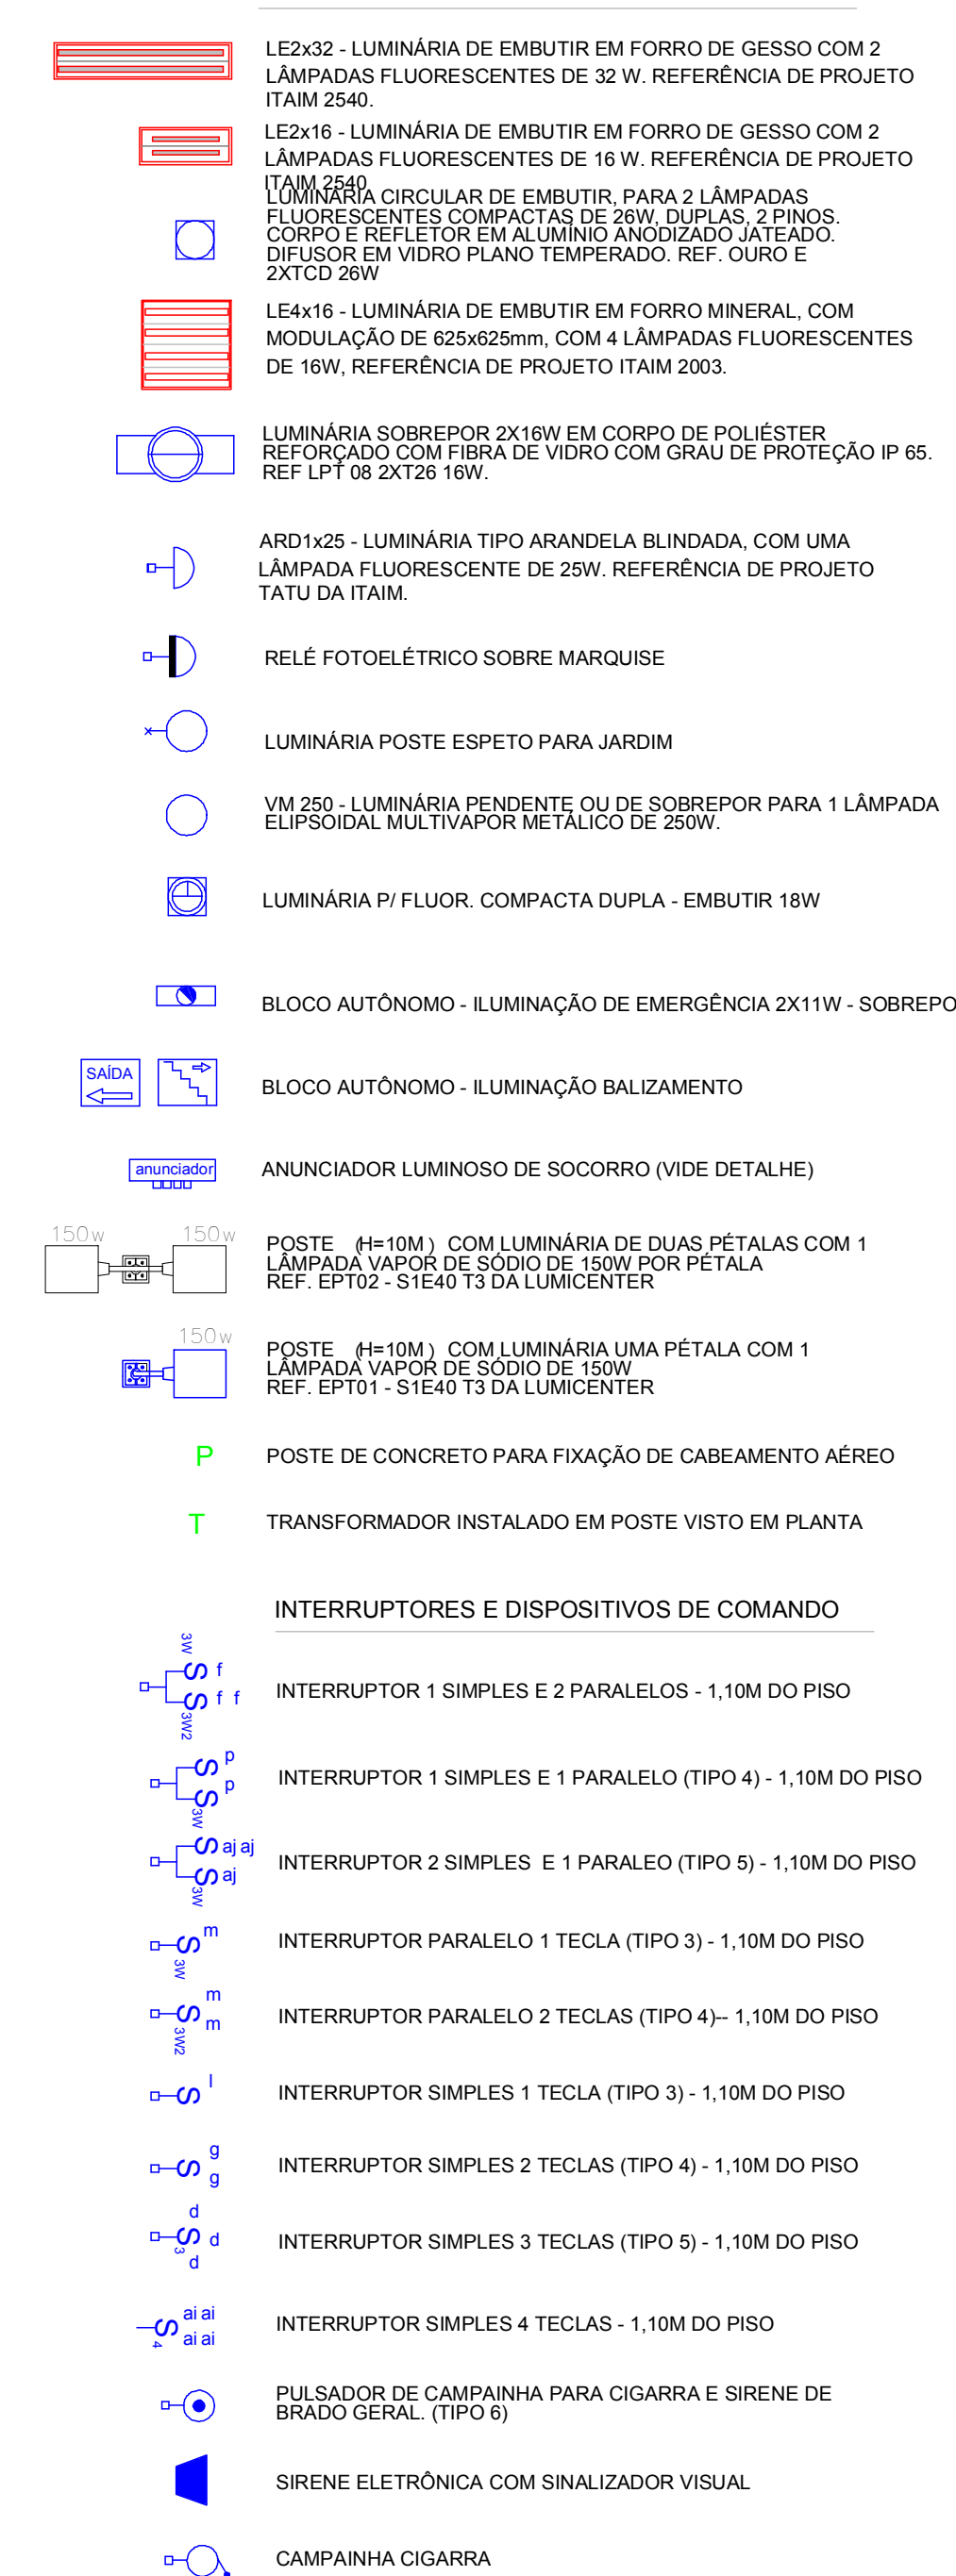 LE2x32 - LUMINÁRIA DE EMBUTIR EM FORRO DE GESSO COM 2
LÂMPADAS FLUORESCENTES DE 32 W. REFERÊNCIA DE PROJETO
ITAIM 2540.
LE2x16 - LUMINÁRIA DE EMBUTIR EM FORRO DE GESSO COM 2
LÂMPADAS FLUORESCENTES DE 16 W. REFERÊNCIA DE PROJETO
ITAIM 2540
LUMINÁRIA CIRCULAR DE EMBUTIR, PARA 2 LÂMPADAS
FLUORESCENTES COMPACTAS DE 26W, DUPLAS, 2 PINOS.
CORPO E REFLETOR EM ALUMÍNIO ANODIZADO JATEADO.
DIFUSOR EM VIDRO PLANO TEMPERADO. REF. OURO E
2XTCD 26W
LE4x16 - LUMINÁRIA DE EMBUTIR EM FORRO MINERAL, COM
MODULAÇÃO DE 625x625mm, COM 4 LÂMPADAS FLUORESCENTES
DE 16W, REFERÊNCIA DE PROJETO ITAIM 2003.
LUMINÁRIA SOBREPOR 2X16W EM CORPO DE POLIÉSTER
REFORÇADO COM FIBRA DE VIDRO COM GRAU DE PROTEÇÃO IP 65.
REF LPT 08 2XT26 16W.
ARD1x25 - LUMINÁRIA TIPO ARANDELA BLINDADA, COM UMA
LÂMPADA FLUORESCENTE DE 25W. REFERÊNCIA DE PROJETO
TATU DA ITAIM.
RELÉ FOTOELÉTRICO SOBRE MARQUISE
LUMINÁRIA POSTE ESPETO PARA JARDIM
VM 250 - LUMINÁRIA PENDENTE OU DE SOBREPOR PARA 1 LÂMPADA
ELIPSOIDAL MULTIVAPOR METÁLICO DE 250W.
LUMINÁRIA P/ FLUOR. COMPACTA DUPLA - EMBUTIR 18W
BLOCO AUTÔNOMO - ILUMINAÇÃO DE EMERGÊNCIA 2X11W - SOBREPO
SAÍDA
BLOCO AUTÔNOMO - ILUMINAÇÃO BALIZAMENTO
anunciador
ANUNCIADOR LUMINOSO DE SOCORRO (VIDE DETALHE)
150w 150w
POSTE (H=10M) COM LUMINÁRIA DE DUAS PÉTALAS COM 1
LÂMPADA VAPOR DE SÓDIO DE 150W POR PÉTALA
REF. EPT02 - S1E40 T3 DA LUMICENTER
150w
POSTE (H=10M) COM LUMINÁRIA UMA PÉTALA COM 1
LÂMPADA VAPOR DE SÓDIO DE 150W
REF. EPT01 - S1E40 T3 DA LUMICENTER
P POSTE DE CONCRETO PARA FIXAÇÃO DE CABEAMENTO AÉREO
T TRANSFORMADOR INSTALADO EM POSTE VISTO EM PLANTA
INTERRUPTORES E DISPOSITIVOS DE COMANDO
3W
S f
S f f
3W2
INTERRUPTOR 1 SIMPLES E 2 PARALELOS - 1,10M DO PISO
S p
S p
3W
INTERRUPTOR 1 SIMPLES E 1 PARALELO (TIPO 4) - 1,10M DO PISO
S aj aj
S aj
3W
INTERRUPTOR 2 SIMPLES E 1 PARALEO (TIPO 5) - 1,10M DO PISO
S m
3W
INTERRUPTOR PARALELO 1 TECLA (TIPO 3) - 1,10M DO PISO
m
S m
3W2
INTERRUPTOR PARALELO 2 TECLAS (TIPO 4)-- 1,10M DO PISO
S l
INTERRUPTOR SIMPLES 1 TECLA (TIPO 3) - 1,10M DO PISO
g
S g
INTERRUPTOR SIMPLES 2 TECLAS (TIPO 4) - 1,10M DO PISO
d
S d
3 d
INTERRUPTOR SIMPLES 3 TECLAS (TIPO 5) - 1,10M DO PISO
ai ai
S ai ai
4
INTERRUPTOR SIMPLES 4 TECLAS - 1,10M DO PISO
PULSADOR DE CAMPAINHA PARA CIGARRA E SIRENE DE
BRADO GERAL. (TIPO 6)
SIRENE ELETRÔNICA COM SINALIZADOR VISUAL
CAMPAINHA CIGARRA